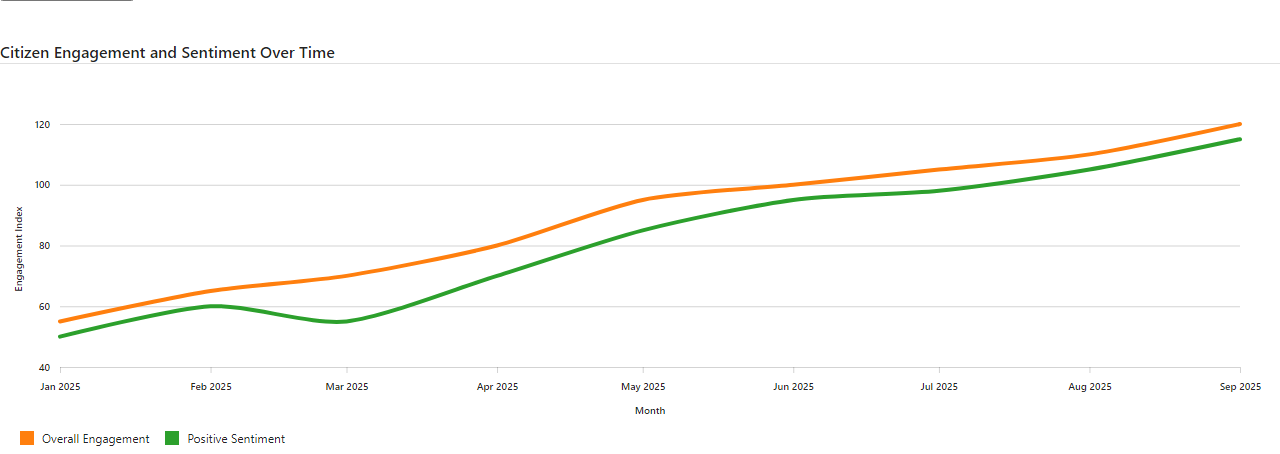 Citizen Engagement and Sentiment Over Time
120
100
80
60
40
Engagement Index
Jan 2025 Feb 2025 Mar 2025 Apr 2025 May 2025 Jun 2025 Jul 2025 Aug 2025 Sep 2025
Month
Overall Engagement Positive Sentiment